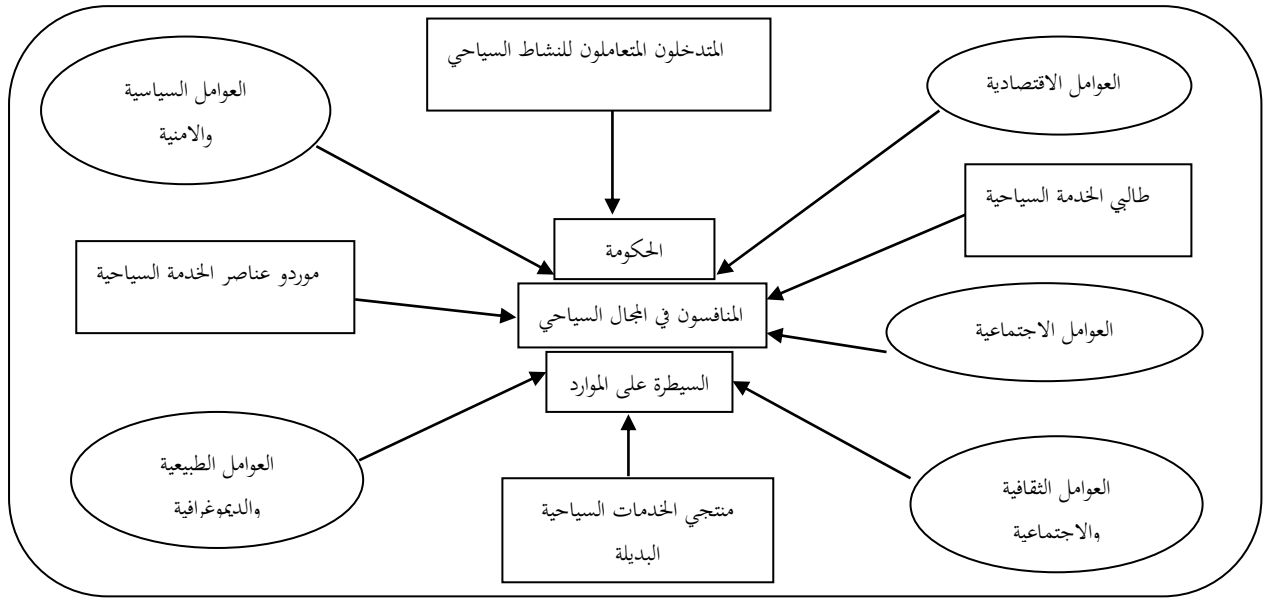 المتدخلون المتعاملون للنشاط السياحي
العوامل الاقتصادية
العوامل السياسية
والامنية
طالبي الخدمة السياحية
الحكومة
موردو عناصر الخدمة السياحية
المنافسون في المجال السياحي
العوامل الاجتماعية
السيطرة على الموارد
العوامل الطبيعية
والديموغرافية
العوامل الثقافية
والاجتماعية
منتجي الخدمات السياحية
البديلة